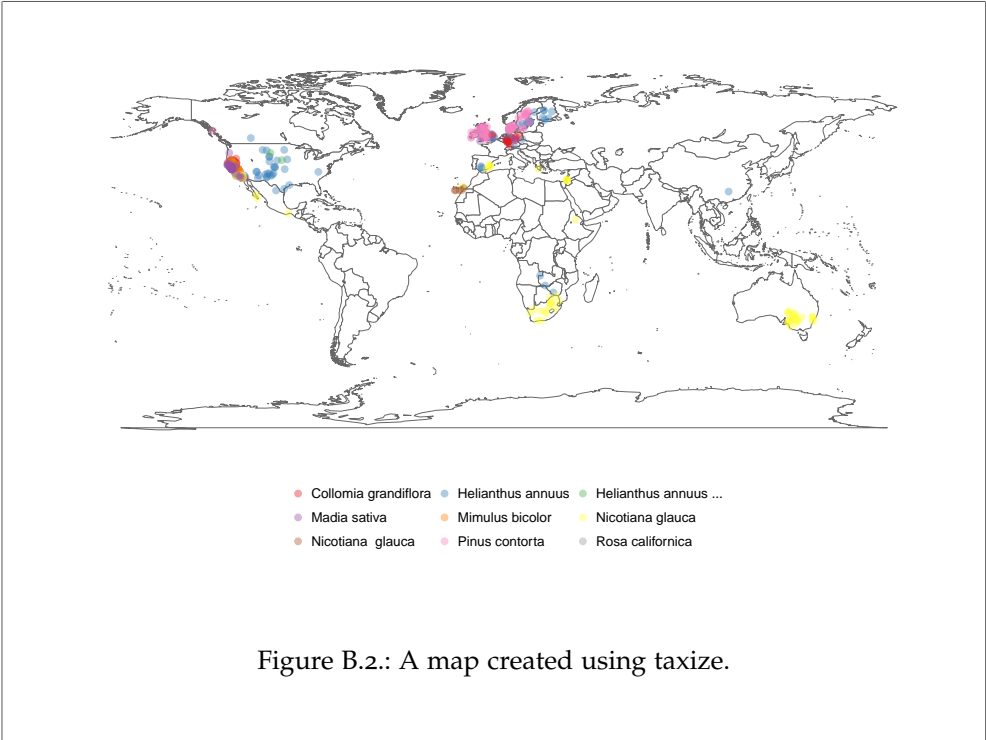 Collomia grandiflora Helianthus annuus Helianthus annuus ...
Madia sativa Mimulus bicolor Nicotiana glauca
Nicotiana  glauca Pinus contorta Rosa californica
Figure B.2.: A map created using taxize.